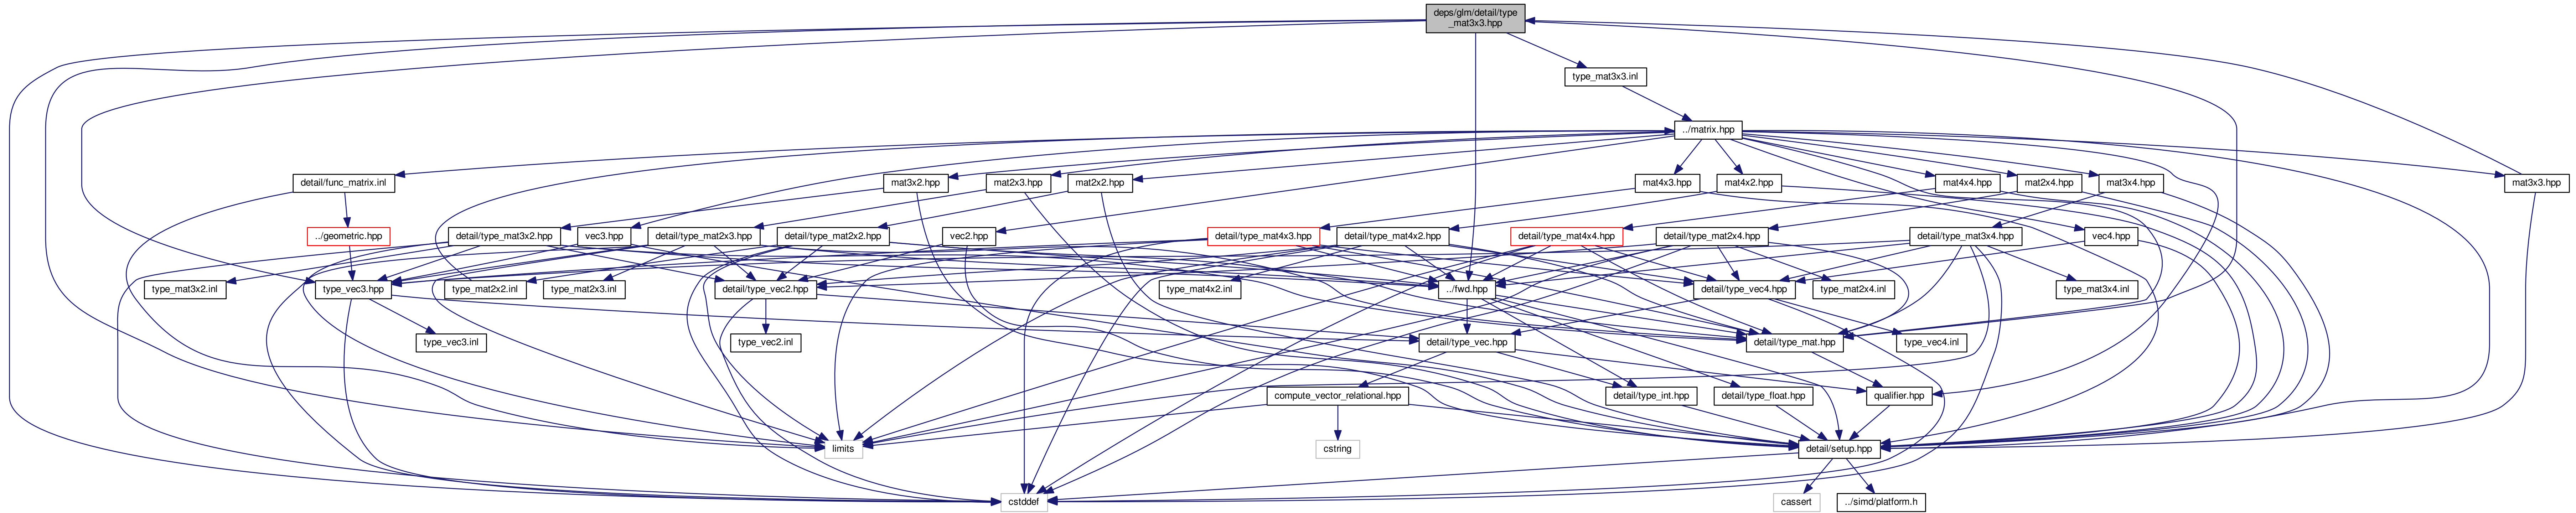 deps/glm/detail/type
_mat3x3.hpp
type_mat3x3.inl
../matrix.hpp
detail/func_matrix.inl
mat3x2.hpp
mat2x3.hpp
mat2x2.hpp
mat4x3.hpp
mat4x2.hpp
mat4x4.hpp
mat2x4.hpp
mat3x4.hpp
mat3x3.hpp
../geometric.hpp
detail/type_mat3x2.hpp
vec3.hpp
detail/type_mat2x3.hpp
detail/type_mat2x2.hpp
vec2.hpp
detail/type_mat4x3.hpp
detail/type_mat4x2.hpp
detail/type_mat4x4.hpp
detail/type_mat2x4.hpp
detail/type_mat3x4.hpp
vec4.hpp
type_mat3x2.inl
type_vec3.hpp
type_mat2x2.inl
type_mat2x3.inl
detail/type_vec2.hpp
type_mat4x2.inl
../fwd.hpp
detail/type_vec4.hpp
type_mat2x4.inl
type_mat3x4.inl
type_vec3.inl
type_vec2.inl
detail/type_vec.hpp
detail/type_mat.hpp
type_vec4.inl
compute_vector_relational.hpp
detail/type_int.hpp
detail/type_float.hpp
qualifier.hpp
limits
cstring
detail/setup.hpp
cstddef
cassert
../simd/platform.h